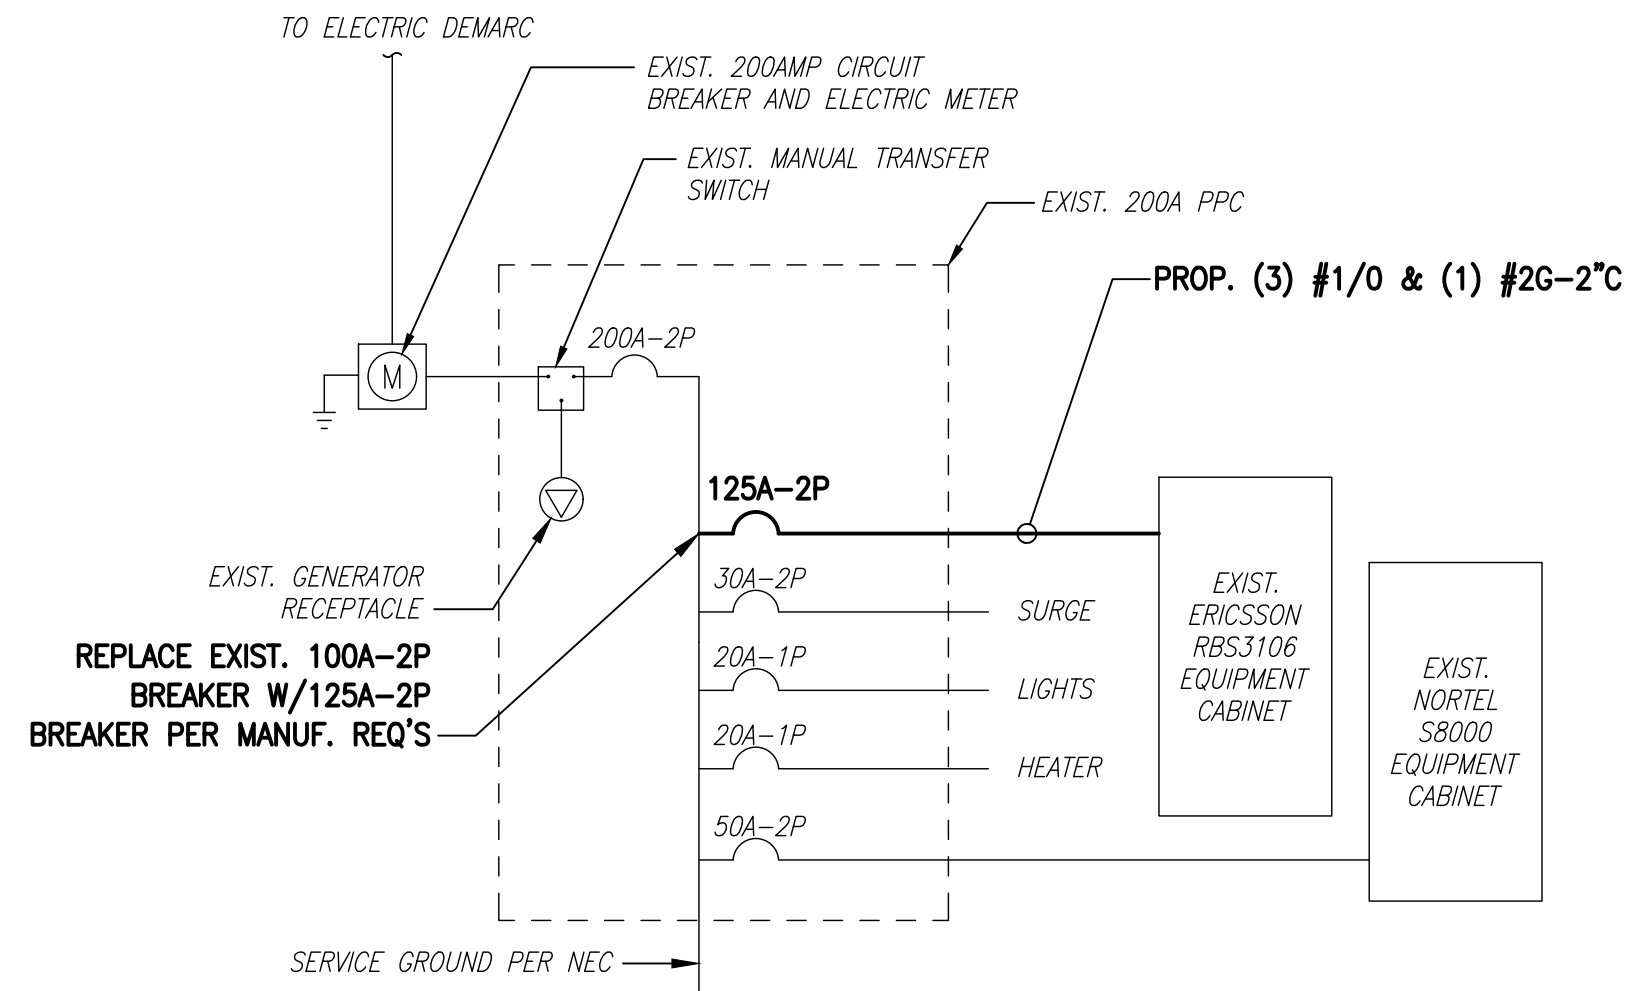 TO ELECTRIC DEMARC
EXIST. 200AMP CIRCUIT
BREAKER AND ELECTRIC METER
EXIST. MANUAL TRANSFER
SWITCH
EXIST. 200A PPC
PROP. (3) #1/0 & (1) #2G-2"C
200A-2P
M
125A-2P
EXIST. GENERATOR
RECEPTACLE
REPLACE EXIST. 100A-2P
BREAKER W/125A-2P
BREAKER PER MANUF. REQ'S
30A-2P
SURGE
20A-1P
LIGHTS
20A-1P
HEATER
50A-2P
EXIST.
ERICSSON
RBS3106
EQUIPMENT
CABINET
EXIST.
NORTEL
S8000
EQUIPMENT
CABINET
SERVICE GROUND PER NEC